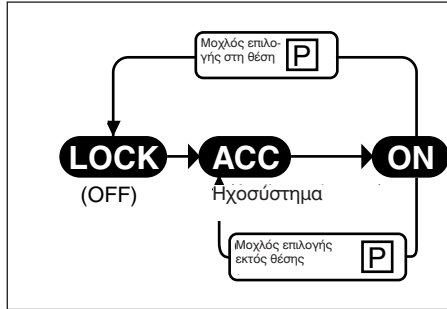 Μοχλός επιλο-
γής στη θέση P
LOCK ACC ON
(OFF) Ηχοσύστημα
Μοχλός επιλογής
εκτός θέσης P